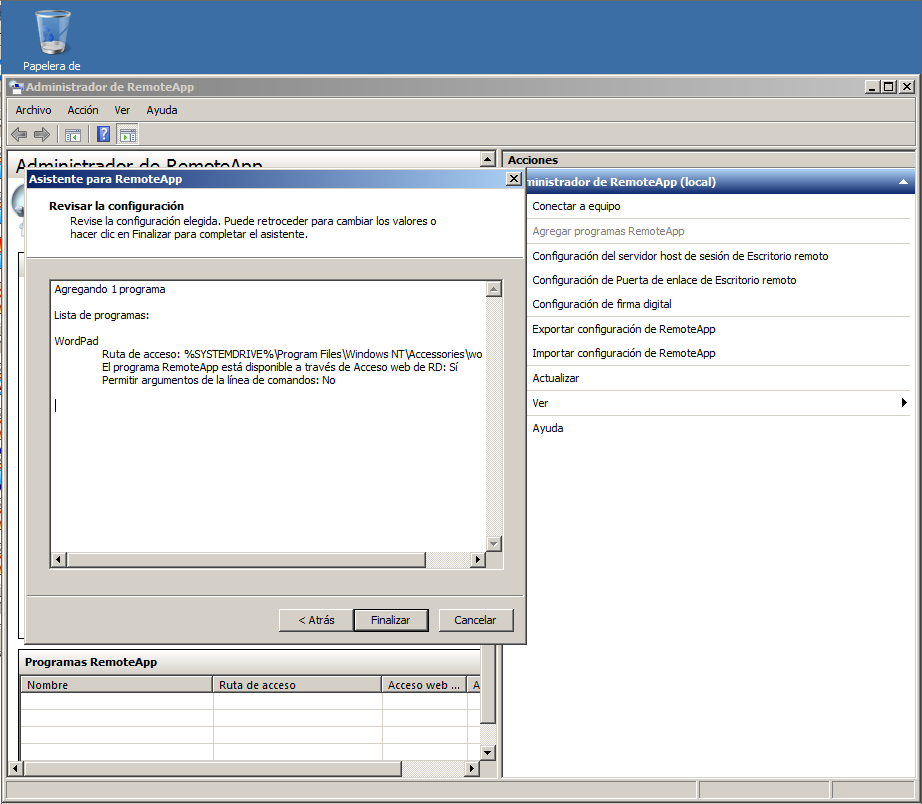 Papelera de
Administrador de RemoteApp
Archivo Acción Ver Ayuda
Administrador de RemoteApp
Asistente para RemoteApp
Revisar la configuración
Revise la configuración elegida. Puede retroceder para cambiar los valores o
hacer clic en Finalizar para completar el asistente.
Agregando 1 programa
Lista de programas:
WordPad
Ruta de acceso: %SYSTEMDRIVE%\Program Files\Windows NT\Accessories\wo
El programa RemoteApp está disponible a través de Acceso web de RD: Sí
Permitir argumentos de la línea de comandos: No
< Atrás Finalizar Cancelar
Programas RemoteApp
Nombre Ruta de acceso Acceso web ... A
Acciones
ministrador de RemoteApp (local)
Conectar a equipo
Agregar programas RemoteApp
Configuración del servidor host de sesión de Escritorio remoto
Configuración de Puerta de enlace de Escritorio remoto
Configuración de firma digital
Exportar configuración de RemoteApp
Importar configuración de RemoteApp
Actualizar
Ver
Ayuda